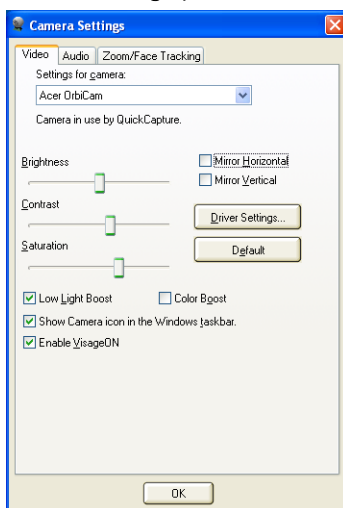 Camera Settings
Video Audio Zoom/Face Tracking
Settings for camera:
Acer OrbiCam
Camera in use by QuickCapture.
Brightness
Mirror Horizontal
Mirror Vertical
Contrast
Driver Settings...
Saturation
Default
Low Light Boost Color Boost
Show Camera icon in the Windows taskbar.
Enable VisageON
OK